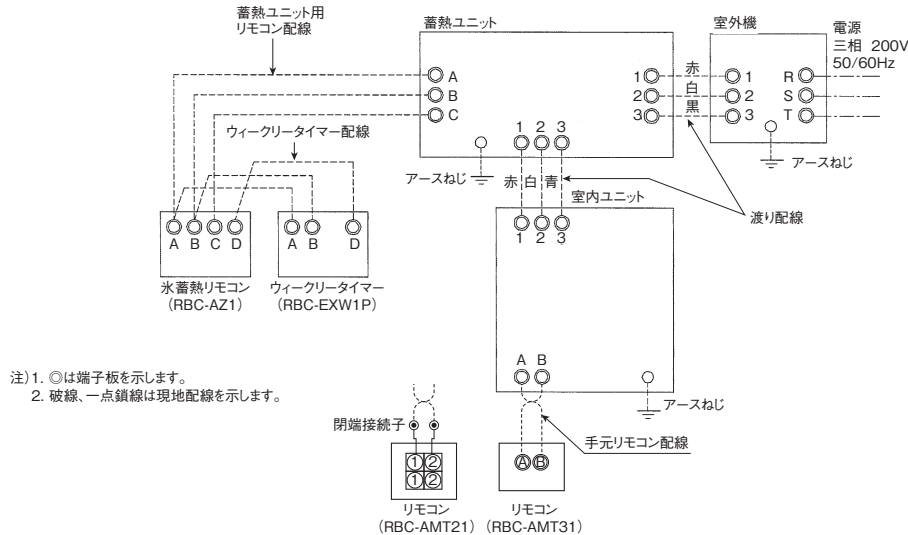 蓄熱ユニット用
リモコン配線
蓄熱ユニット
室外機
電源
三相 200V
50/60Hz
A
B
C
1
2
3
赤
白
黒
1
2
3
R
S
T
アースねじ
ウィークリータイマー配線
1 2 3
アースねじ
赤 白 青
室内ユニット
渡り配線
1 2 3
A B C D
A B D
氷蓄熱リモコン
(RBC-AZ1)
ウィークリータイマー
(RBC-EXW1P)
A B
アースねじ
注)1. ◎は端子板を示します。
2. 破線、一点鎖線は現地配線を示します。
閉端接続子
手元リモコン配線
① ②
① ②
Ⓐ Ⓑ
リモコン
(RBC-AMT21)
リモコン
(RBC-AMT31)